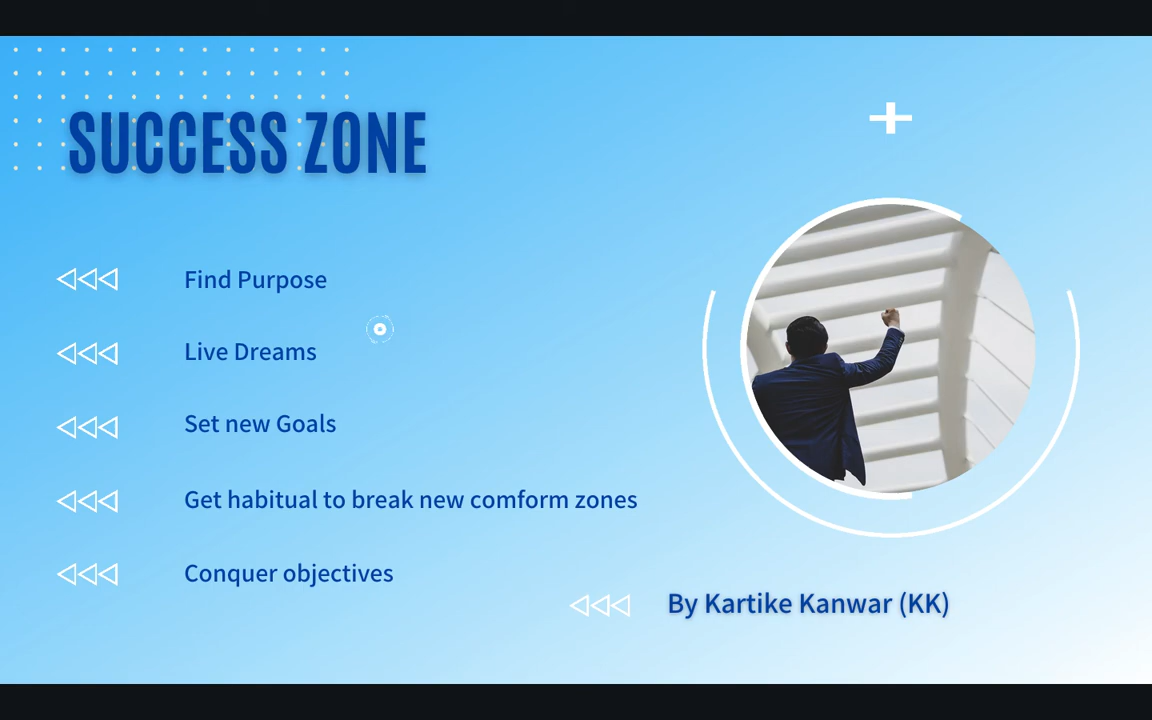 SUCCESS ZONE
Find Purpose
Live Dreams
Set new Goals
Get habitual to break new comform zones
Conquer objectives
By Kartike Kanwar (KK)